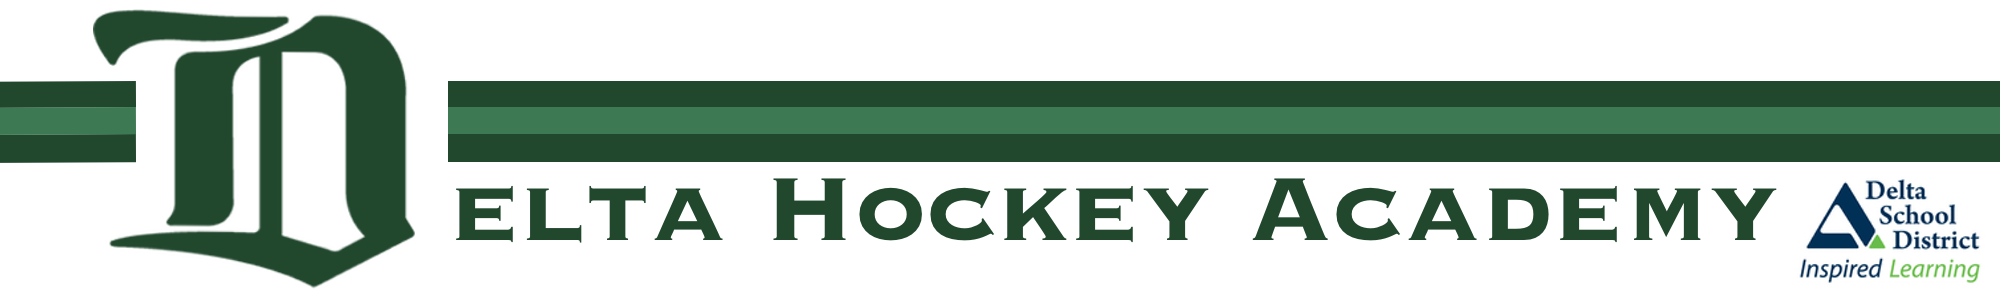 DELTA HOCKEY ACADEMY
Delta
School
District
Inspired Learning